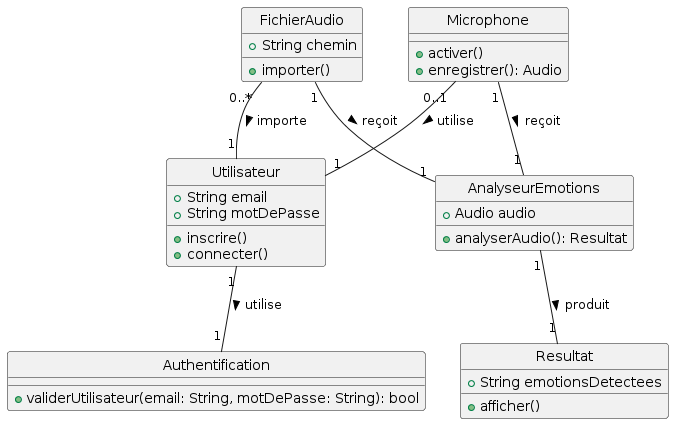 FichierAudio
String chemin
importer()
Microphone
activer()
enregistrer(): Audio
0..*
1
0..1
1
importe
reçoit
utilise
reçoit
1
1
1
1
Utilisateur
String email
String motDePasse
inscrire()
connecter()
AnalyseurEmotions
Audio audio
analyserAudio(): Resultat
1
utilise
1
1
produit
1
Authentification
validerUtilisateur(email: String, motDePasse: String): bool
Resultat
String emotionsDetectees
afficher()